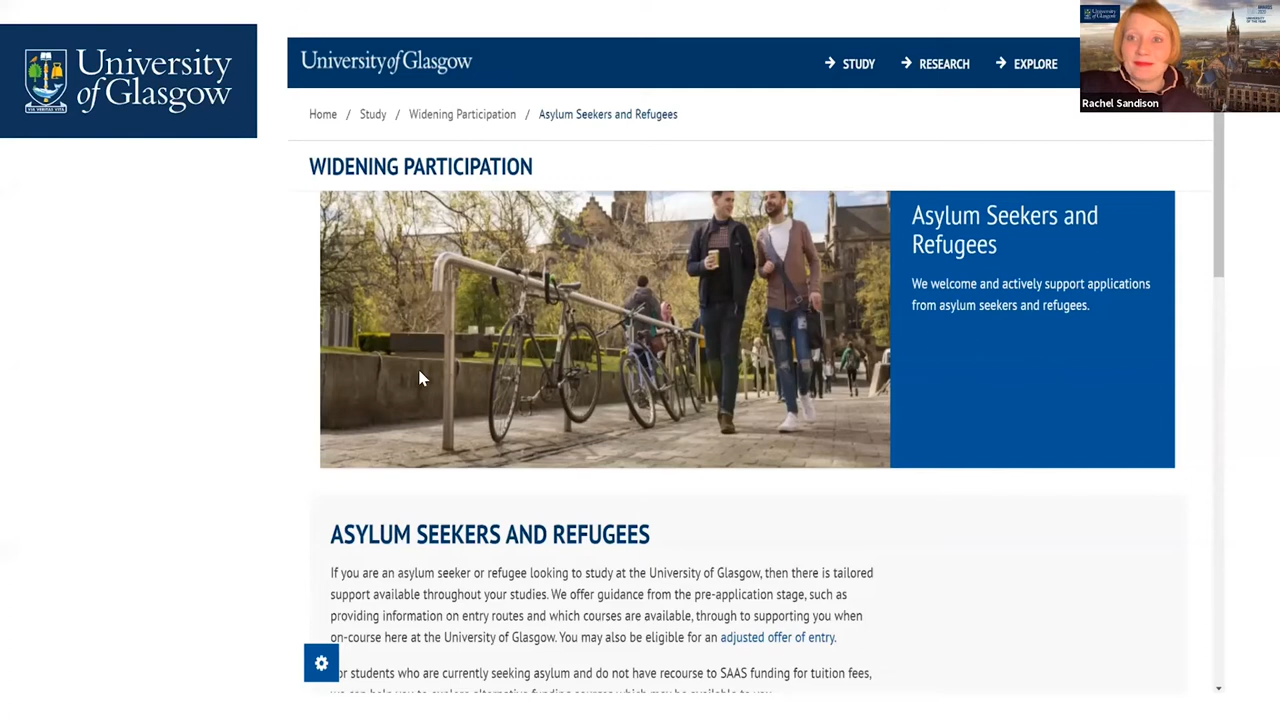 University
of Glasgow
VIA VERITAS VITA
University of Glasgow
STUDY
RESEARCH
EXPLORE
Rachel Sandison
Home / Study / Widening Participation / Asylum Seekers and Refugees
WIDENING PARTICIPATION
Asylum Seekers and
Refugees
We welcome and actively support applications
from asylum seekers and refugees.
ASYLUM SEEKERS AND REFUGEES
If you are an asylum seeker or refugee looking to study at the University of Glasgow, then there is tailored
support available throughout your studies. We offer guidance from the pre-application stage, such as
providing information on entry routes and which courses are available, through to supporting you when
on-course here at the University of Glasgow. You may also be eligible for an adjusted offer of entry.
or students who are currently seeking asylum and do not have recourse to SAAS funding for tuition fees,